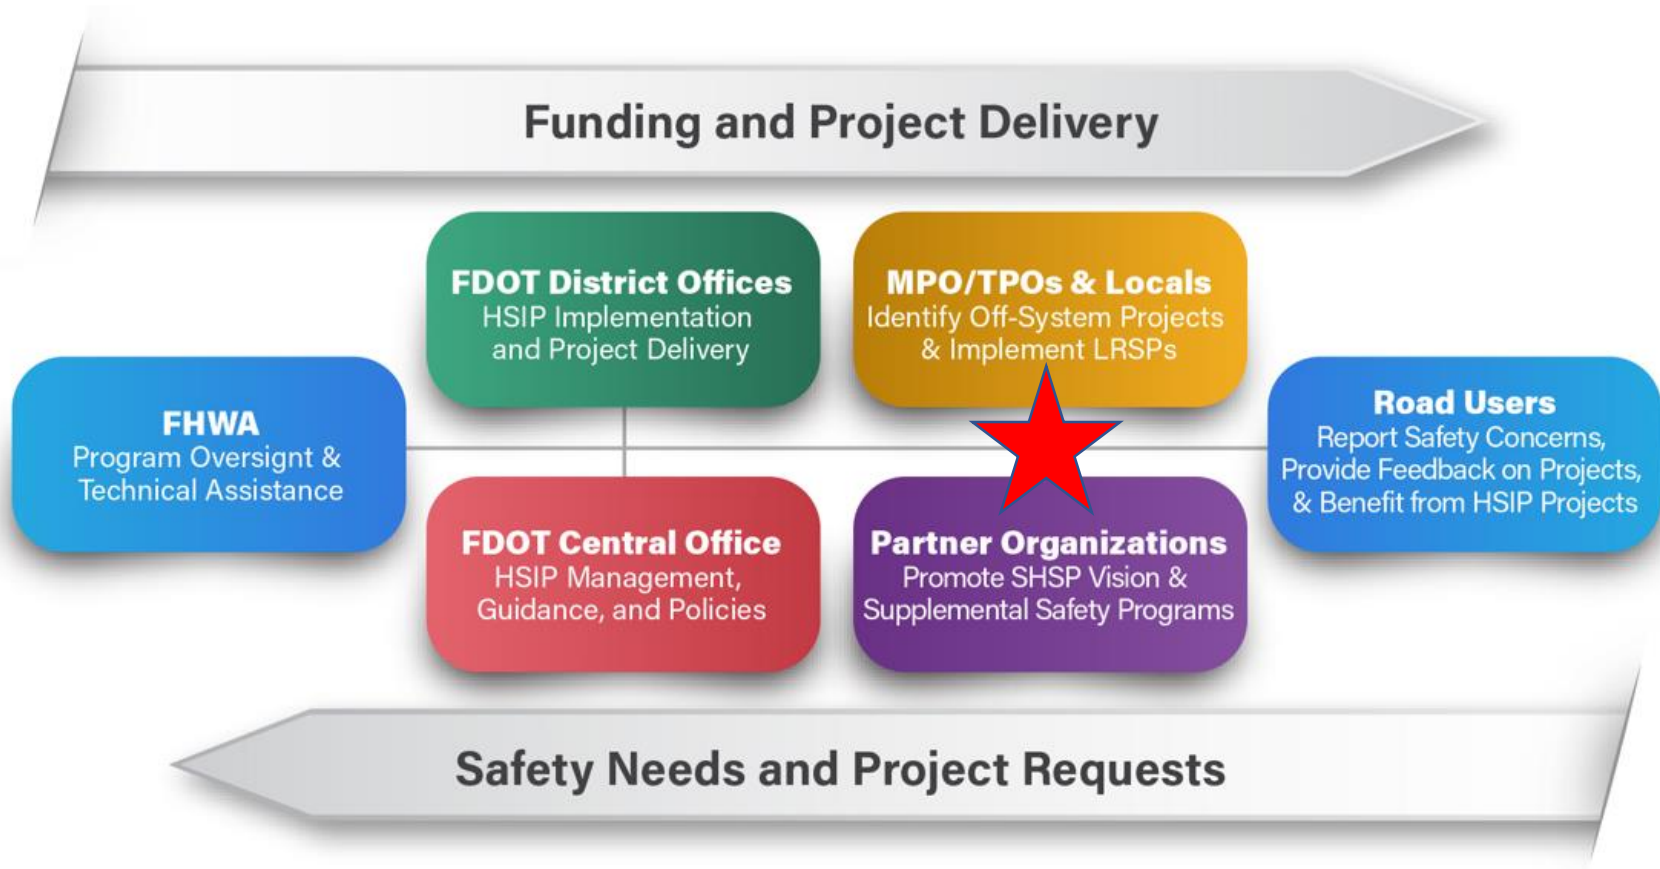 Funding and Project Delivery
FDOT District Offices
HSIP Implementation
and Project Delivery
MPO/TPOs & Locals
Identify Off-System Projects
& Implement LRSPs
FHWA
Program Oversignt &
Technical Assistance
Road Users
Report Safety Concerns,
Provide Feedback on Projects,
& Benefit from HSIP Projects
FDOT Central Office
HSIP Management,
Guidance, and Policies
Partner Organizations
Promote SHSP Vision &
Supplemental Safety Programs
Safety Needs and Project Requests